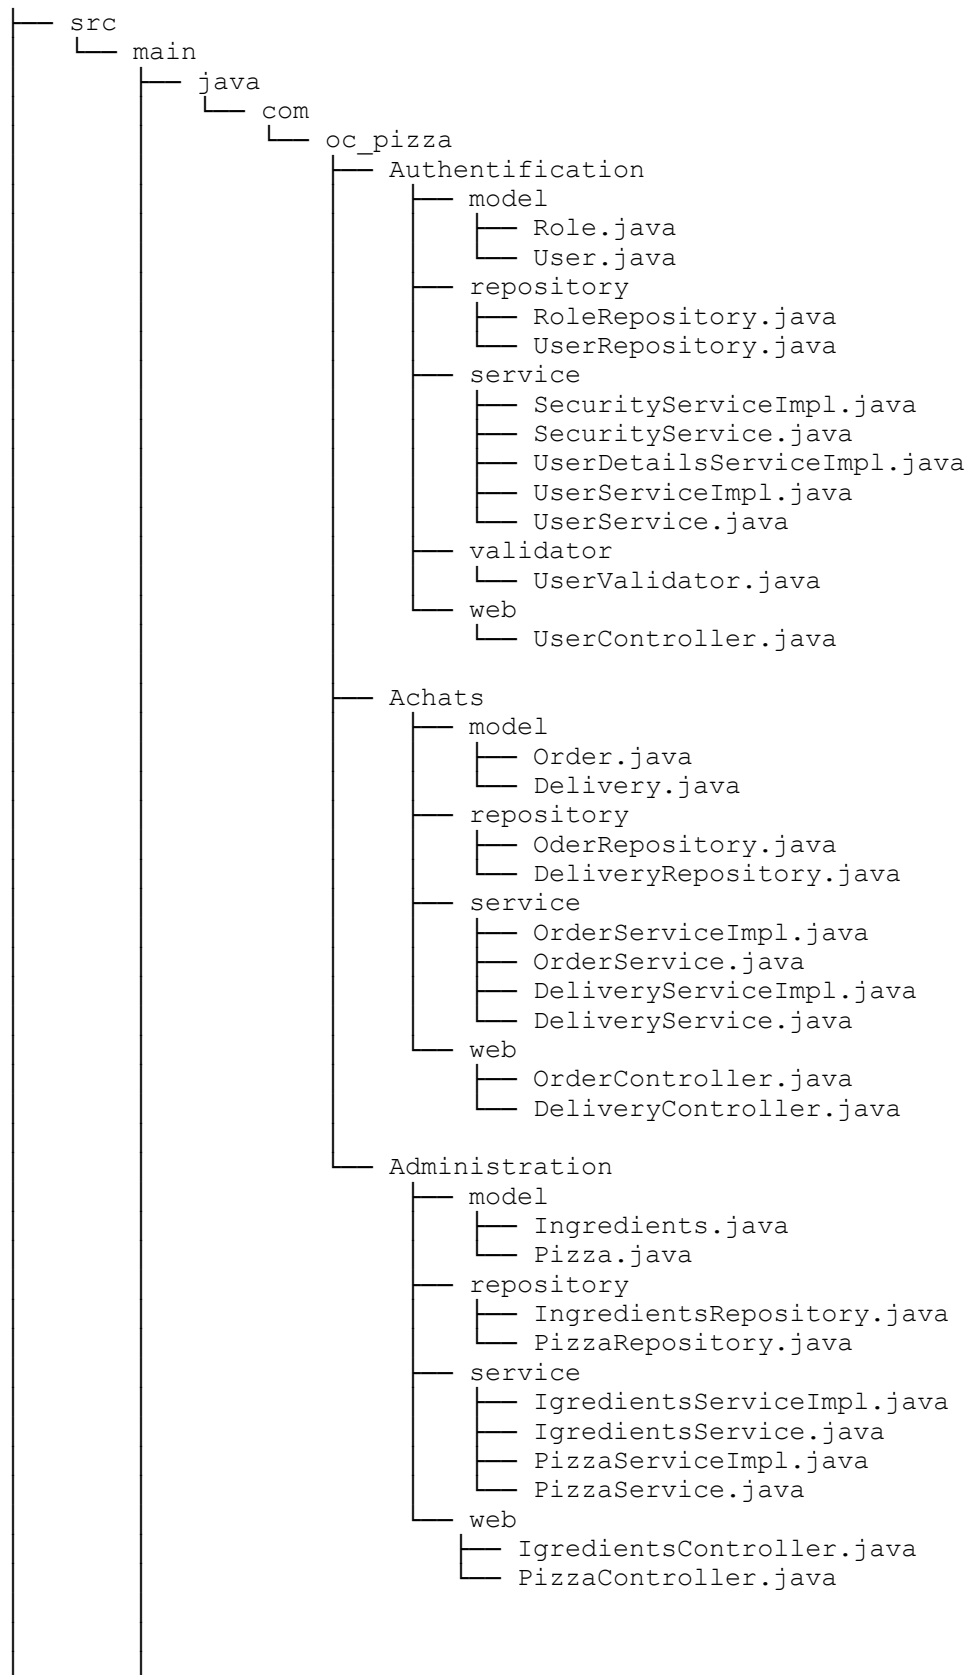 src
main
java
com
oc_pizza
Authentification
model
Role.java
User.java
repository
RoleRepository.java
UserRepository.java
service
SecurityServiceImpl.java
SecurityService.java
UserDetailsServiceImpl.java
UserServiceImpl.java
UserService.java
validator
UserValidator.java
web
UserController.java
Achats
model
Order.java
Delivery.java
repository
OderRepository.java
DeliveryRepository.java
service
OrderServiceImpl.java
OrderService.java
DeliveryServiceImpl.java
DeliveryService.java
web
OrderController.java
DeliveryController.java
Administration
model
Ingredients.java
Pizza.java
repository
IngredientsRepository.java
PizzaRepository.java
service
IgredientsServiceImpl.java
IgredientsService.java
PizzaServiceImpl.java
PizzaService.java
web
IgredientsController.java
PizzaController.java